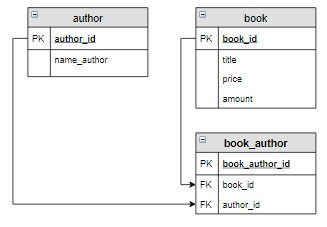 author
PK author_id
name_author
book
PK book_id
title
price
amount
book_author
PK book_author_id
FK book_id
FK author_id